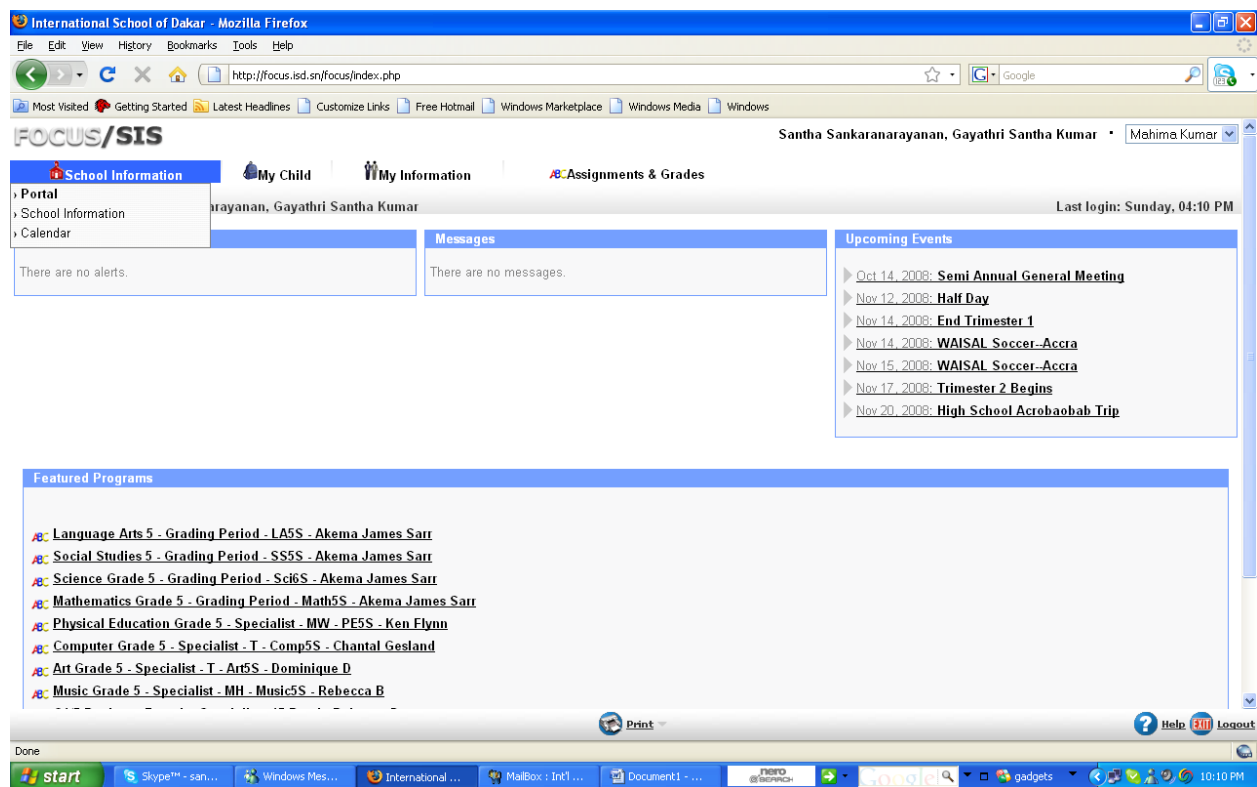 International School of Dakar - Mozilla Firefox
File Edit View History Bookmarks Tools Help
http://focus.isd.sn/focus/index.php
Google
Most Visited Getting Started Latest Headlines Customize Links Free Hotmail Windows Marketplace Windows Media Windows
FOCUS/SIS
Santha Sankaranarayanan, Gayathri Santha Kumar
Mahima Kumar
School Information My Child My Information ABC Assignments & Grades
› Portal
› School Information
› Calendar
arayanan, Gayathri Santha Kumar
Last login: Sunday, 04:10 PM
There are no alerts.
Messages
There are no messages.
Upcoming Events
Oct 14, 2008: Semi Annual General Meeting
Nov 12, 2008: Half Day
Nov 14, 2008: End Trimester 1
Nov 14, 2008: WAISAL Soccer--Accra
Nov 15, 2008: WAISAL Soccer--Accra
Nov 17, 2008: Trimester 2 Begins
Nov 20, 2008: High School Acrobaobab Trip
Featured Programs
ABC Language Arts 5 - Grading Period - LA5S - Akema James Sarr
ABC Social Studies 5 - Grading Period - SS5S - Akema James Sarr
ABC Science Grade 5 - Grading Period - Sci6S - Akema James Sarr
ABC Mathematics Grade 5 - Grading Period - Math5S - Akema James Sarr
ABC Physical Education Grade 5 - Specialist - MW - PE5S - Ken Flynn
ABC Computer Grade 5 - Specialist - T - Comp5S - Chantal Gesland
ABC Art Grade 5 - Specialist - T - Art5S - Dominique D
ABC Music Grade 5 - Specialist - MH - Music5S - Rebecca B
Print
Help Logout
Done
start Skype™ - san... Windows Mes... International ... MailBox : Int'l ... Document1 - ... nero SEARCH Google gadgets 10:10 PM